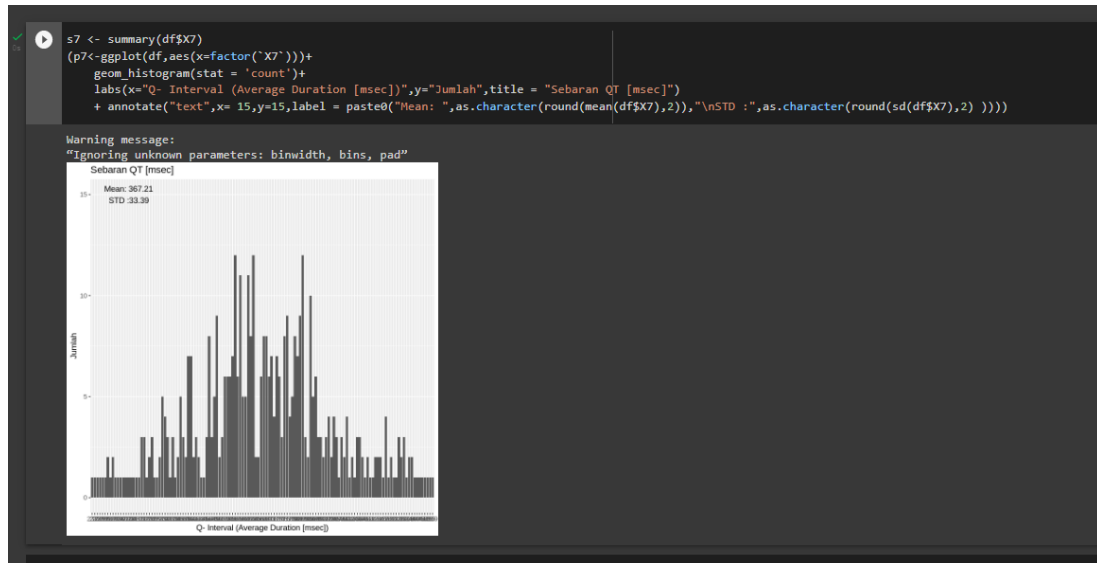 s7 <- summary(df$X7)
(p7<-ggplot(df,aes(x=factor(`X7`)))+
geom_histogram(stat = 'count')+
labs(x="Q- Interval (Average Duration [msec])",y="Jumlah",title = "Sebaran QT [msec]")
+ annotate("text",x= 15,y=15,label = paste0("Mean: ",as.character(round(mean(df$X7),2)),"\nSTD :",as.character(round(sd(df$X7),2) ))))
0s
Warning message:
“Ignoring unknown parameters: binwidth, bins, pad”
Sebaran QT [msec]
Mean: 367.21
STD :33.39
15
10
5
0
Jumlah
Q- Interval (Average Duration [msec])